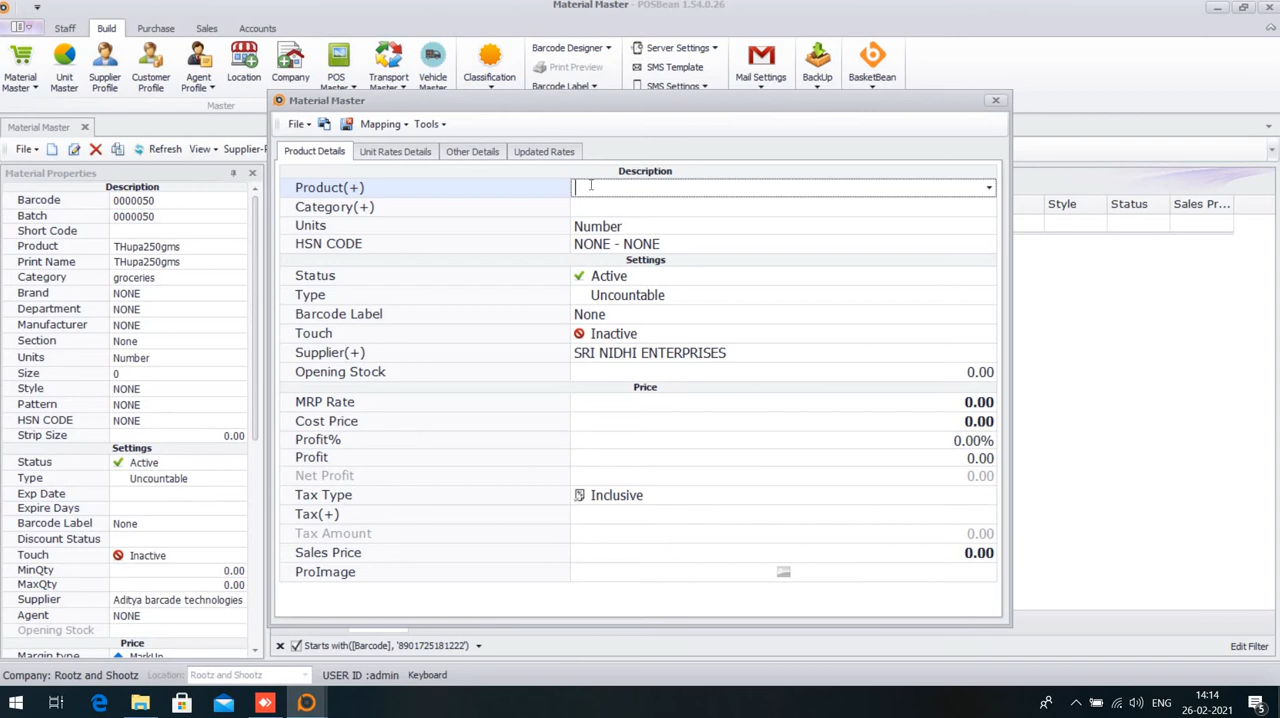 Material Master POSBean 1.54.0.26
Staff Build Purchase Sales Accounts
Material Master Unit Master Supplier Profile Customer Profile Agent Profile Location Company POS Master Transport Master Vehicle Master Classification Barcode Designer Print Preview Barcode Label Server Settings SMS Template SMS Settings Mail Settings BackUp BasketBean
Master
Material Master
File Refresh View Supplier-
Material Properties
Description
Barcode 0000050
Batch 0000050
Short Code
Product THupa250gms
Print Name THupa250gms
Category groceries
Brand NONE
Department NONE
Manufacturer NONE
Section None
Units Number
Size 0
Style NONE
Pattern NONE
HSN CODE NONE
Strip Size 0.00
Settings
Status Active
Type Uncountable
Exp Date
Expire Days
Barcode Label None
Discount Status
Touch Inactive
MinQty 0.00
MaxQty 0.00
Supplier Aditya barcade technologies
Agent NONE
Opening Stock
Price
Margin type MarkUp
Material Master
File Mapping Tools
Product Details Unit Rates Details Other Details Updated Rates
Description
Product(+)
Category(+)
Units Number
HSN CODE NONE - NONE
Settings
Status Active
Type Uncountable
Barcode Label None
Touch Inactive
Supplier(+) SRI NIDHI ENTERPRISES
Opening Stock 0.00
Price
MRP Rate 0.00
Cost Price 0.00
Profit% 0.00%
Profit 0.00
Net Profit 0.00
Tax Type Inclusive
Tax(+)
Tax Amount 0.00
Sales Price 0.00
ProImage
Style Status Sales Pr...
Starts with([Barcode], '8901725181222') Edit Filter
Company: Rootz and Shootz Location: Rootz and Shootz USER ID :admin Keyboard
ENG 14:14
26-02-2021 5